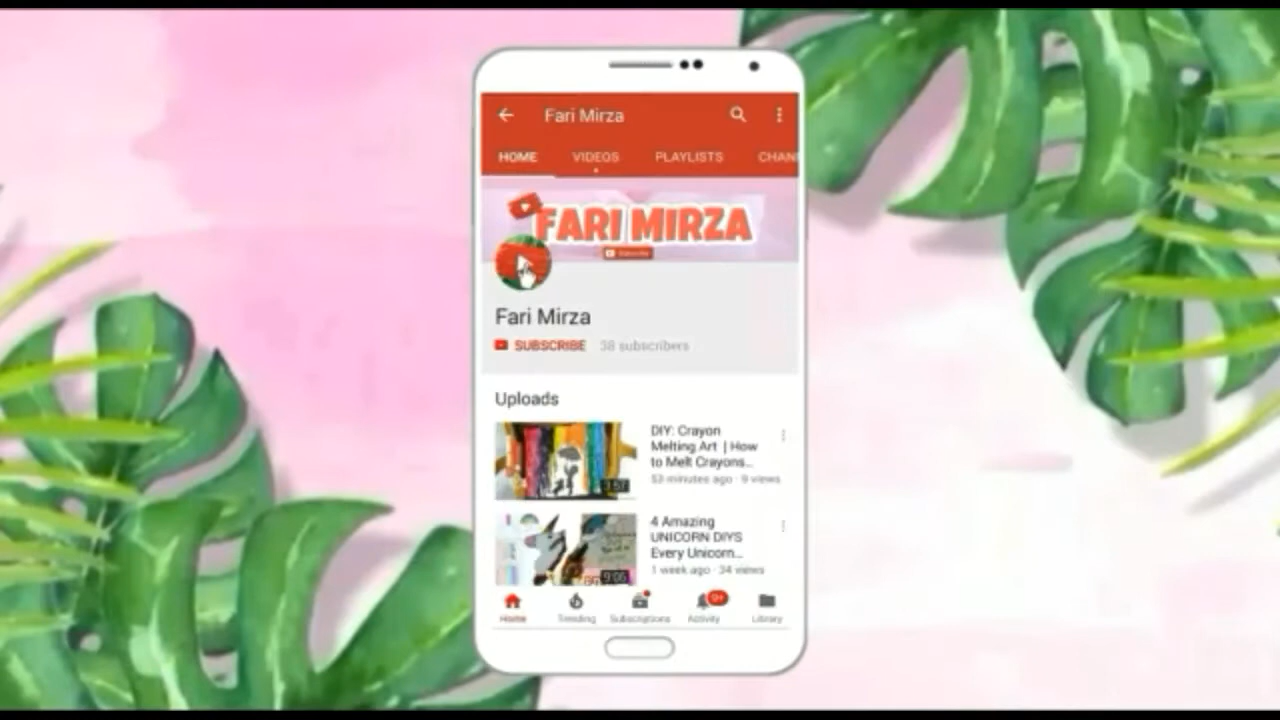 Fari Mirza
HOME VIDEOS PLAYLISTS CHAN
FARI MIRZA
Fari Mirza
SUBSCRIBE 38 subscribers
Uploads
DIY: Crayon
Melting Art | How
to Melt Crayons...
53 minutes ago · 9 views
3:57
4 Amazing
UNICORN DIYS
Every Unicorn...
1 week ago · 34 views
9:06
9+
Home Trending Subscriptions Activity Library